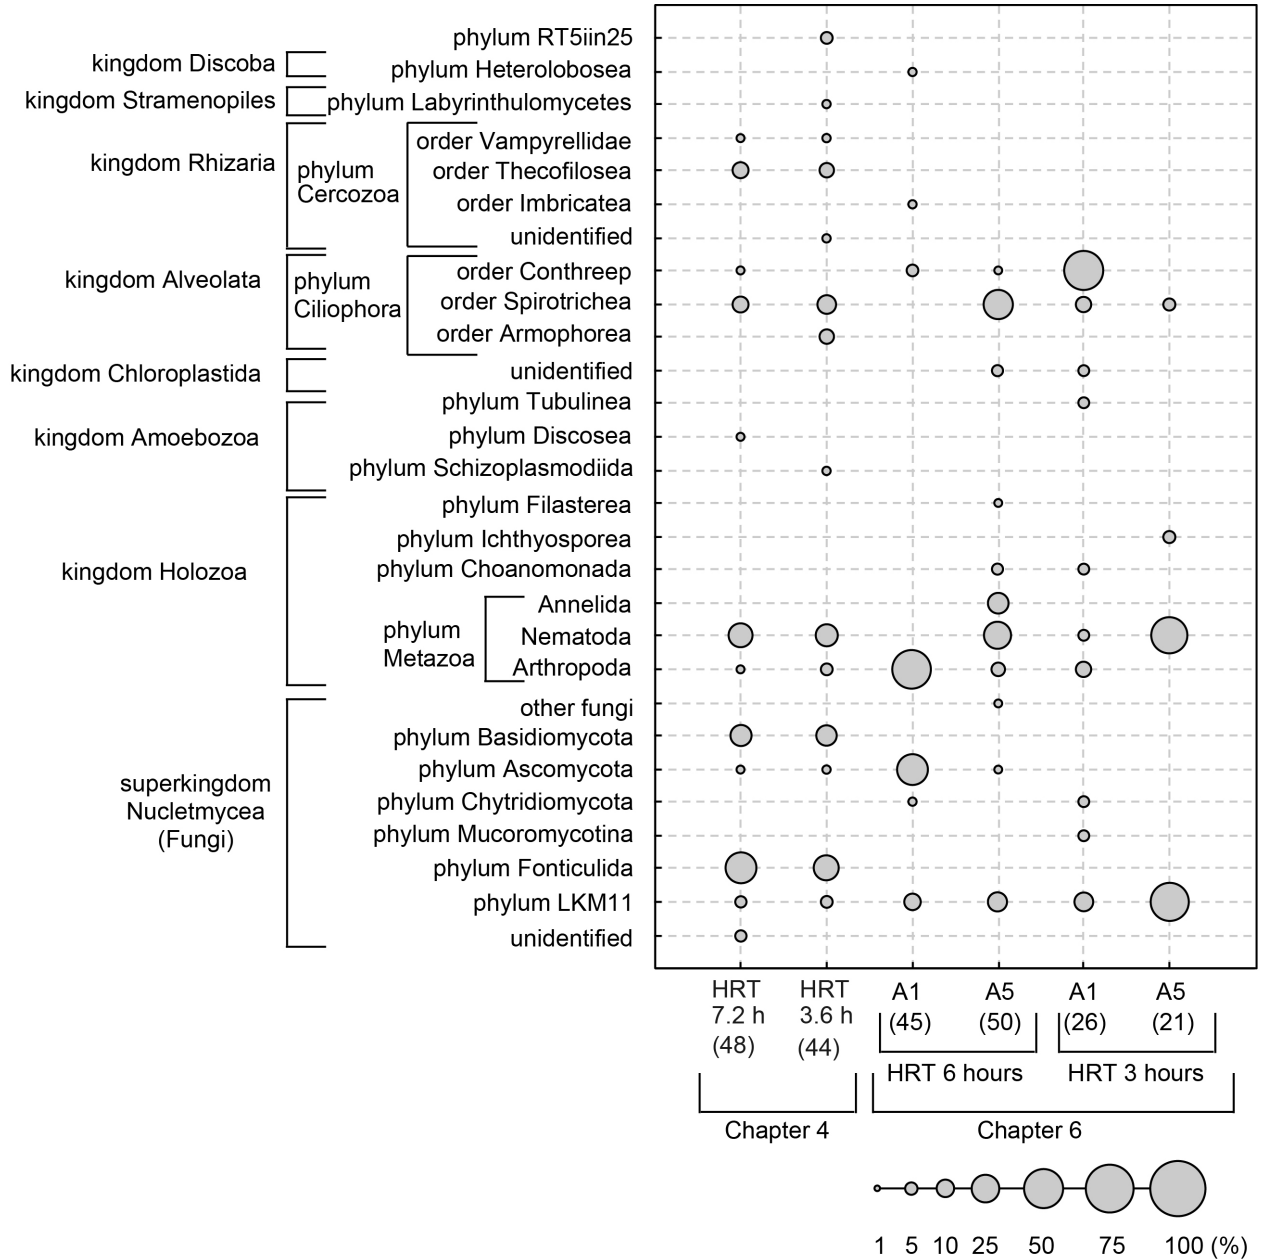 phylum RT5iin25
kingdom Discoba
phylum Heterolobosea
kingdom Stramenopiles
phylum Labyrinthulomycetes
kingdom Rhizaria
phylum
Cercozoa
order Vampyrellidae
order Thecofilosea
order Imbricatea
unidentified
kingdom Alveolata
phylum
Ciliophora
order Conthreep
order Spirotrichea
order Armophorea
kingdom Chloroplastida
unidentified
kingdom Amoebozoa
phylum Tubulinea
phylum Discosea
phylum Schizoplasmodiida
kingdom Holozoa
phylum Filasterea
phylum Ichthyosporea
phylum Choanomonada
phylum
Metazoa
Annelida
Nematoda
Arthropoda
superkingdom
Nucletmycea
(Fungi)
other fungi
phylum Basidiomycota
phylum Ascomycota
phylum Chytridiomycota
phylum Mucoromycotina
phylum Fonticulida
phylum LKM11
unidentified
HRT
7.2 h
(48)
HRT
3.6 h
(44)
A1
(45)
A5
(50)
A1
(26)
A5
(21)
HRT 6 hours
HRT 3 hours
Chapter 4
Chapter 6
1 5 10 25 50 75 100 (%)